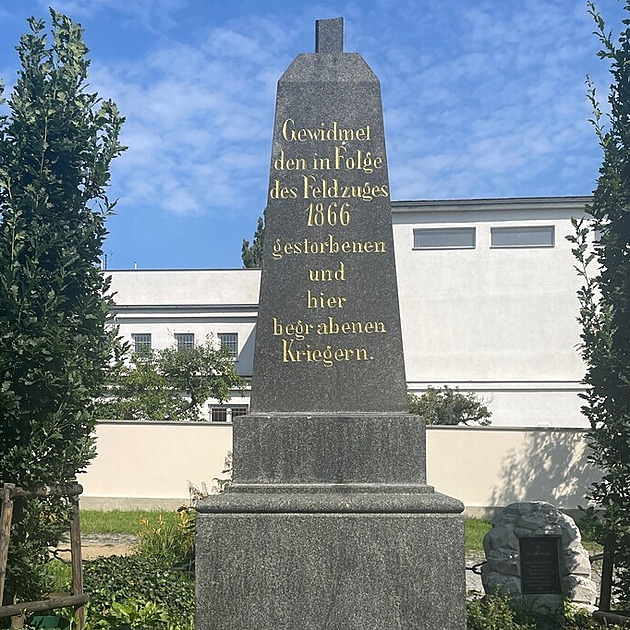 Gewidmet
den in Folge
des Feldzuges
1866
gestorbenen
und
hier
begrabenen
Kriegern.